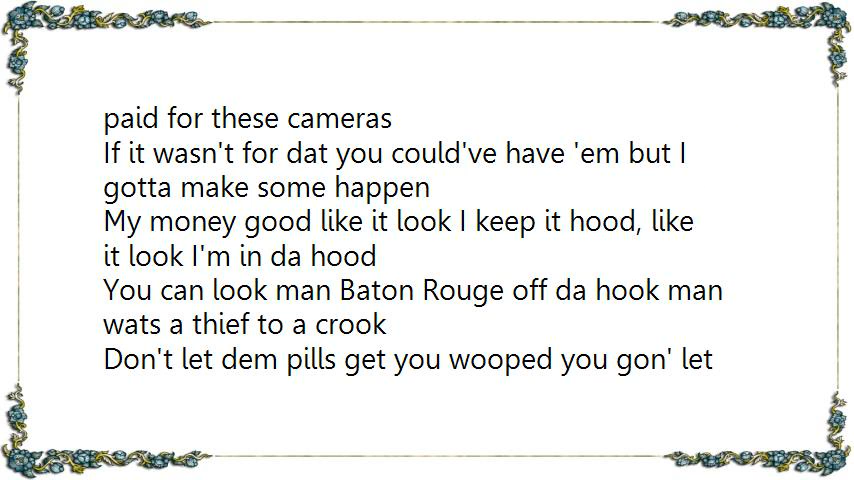 paid for these cameras
If it wasn't for dat you could've have 'em but I
gotta make some happen
My money good like it look I keep it hood, like
it look I'm in da hood
You can look man Baton Rouge off da hook man
wats a thief to a crook
Don't let dem pills get you wooped you gon' let